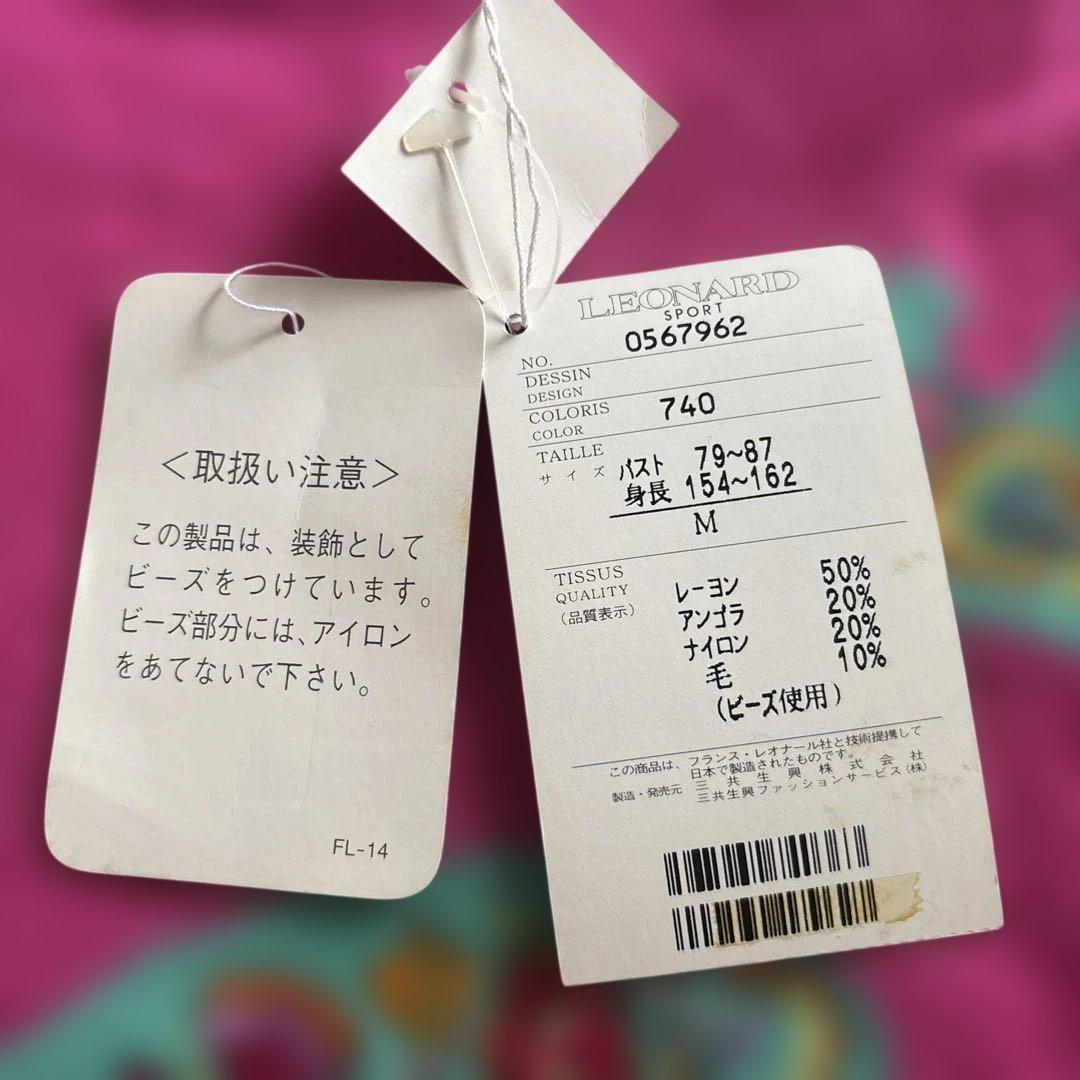 ＜取扱い注意＞
この製品は、装飾として
ビーズをつけています。
ビーズ部分には、アイロン
をあてないで下さい。
FL-14
LEONARD
SPORT
NO. 0567962
DESSIN
DESIGN
COLORIS 740
COLOR
TAILLE バスト 79~87
サイズ 身長 154~162
M
TISSUS レーヨン 50%
QUALITY アンゴラ 20%
(品質表示) ナイロン 20%
毛 10%
(ビーズ使用)
この商品は、フランス・レオナール社と技術提携して
日本で製造されたものです。
製造・発売元 三共生興株式会社
三共生興ファッションサービス(株)